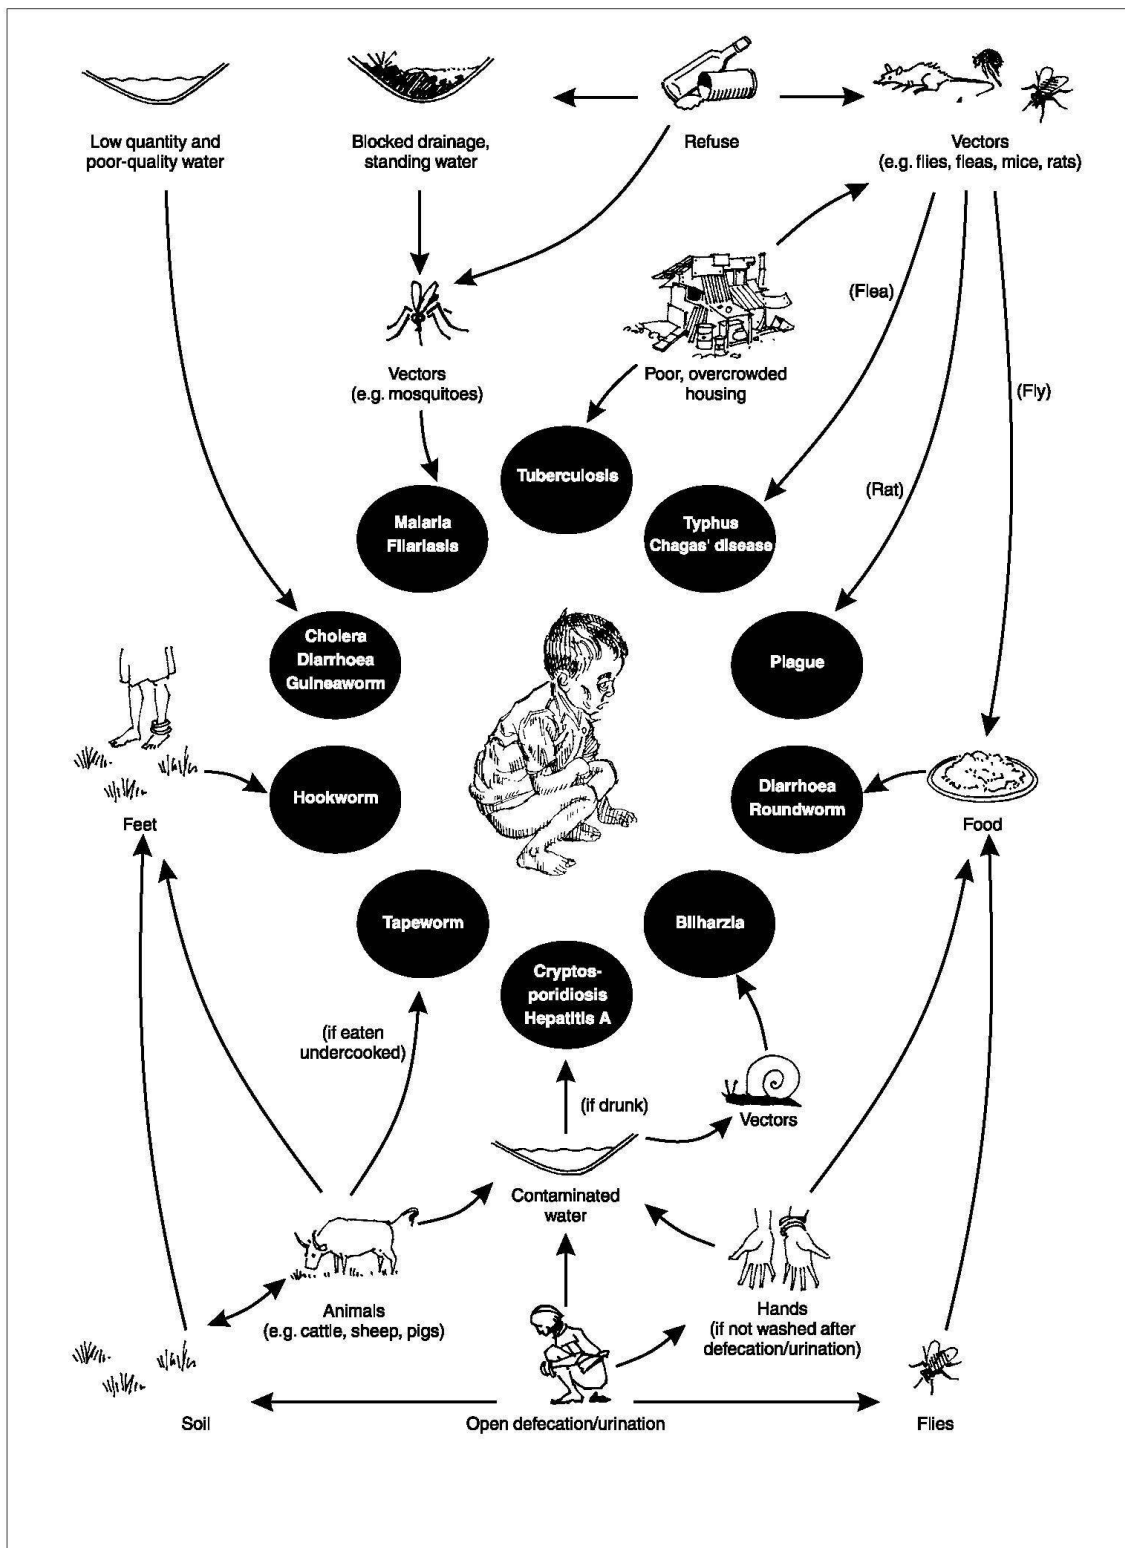 Low quantity and
poor-quality water
Blocked drainage,
standing water
Refuse
Vectors
(e.g. flies, fleas, mice, rats)
(Flea)
Vectors
(e.g. mosquitoes)
Poor, overcrowded
housing
(Fly)
Tuberculosis
(Rat)
Malaria
Filariasis
Typhus
Chagas' disease
Cholera
Diarrhoea
Guineaworm
Plague
Hookworm
Diarrhoea
Roundworm
Feet
Food
Tapeworm
Bilharzia
Cryptos-
poridiosis
Hepatitis A
(if eaten
undercooked)
(if drunk)
Vectors
Contaminated
water
Animals
(e.g. cattle, sheep, pigs)
Hands
(if not washed after
defecation/urination)
Soil
Open defecation/urination
Flies